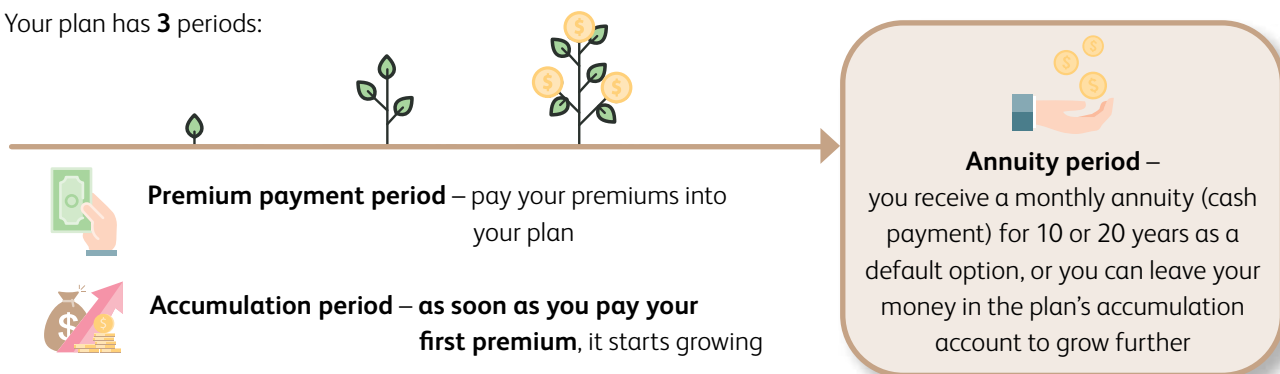 Your plan has 3 periods:
Premium payment period – pay your premiums into
your plan
Accumulation period – as soon as you pay your
first premium, it starts growing
Annuity period –
you receive a monthly annuity (cash
payment) for 10 or 20 years as a
default option, or you can leave your
money in the plan’s accumulation
account to grow further